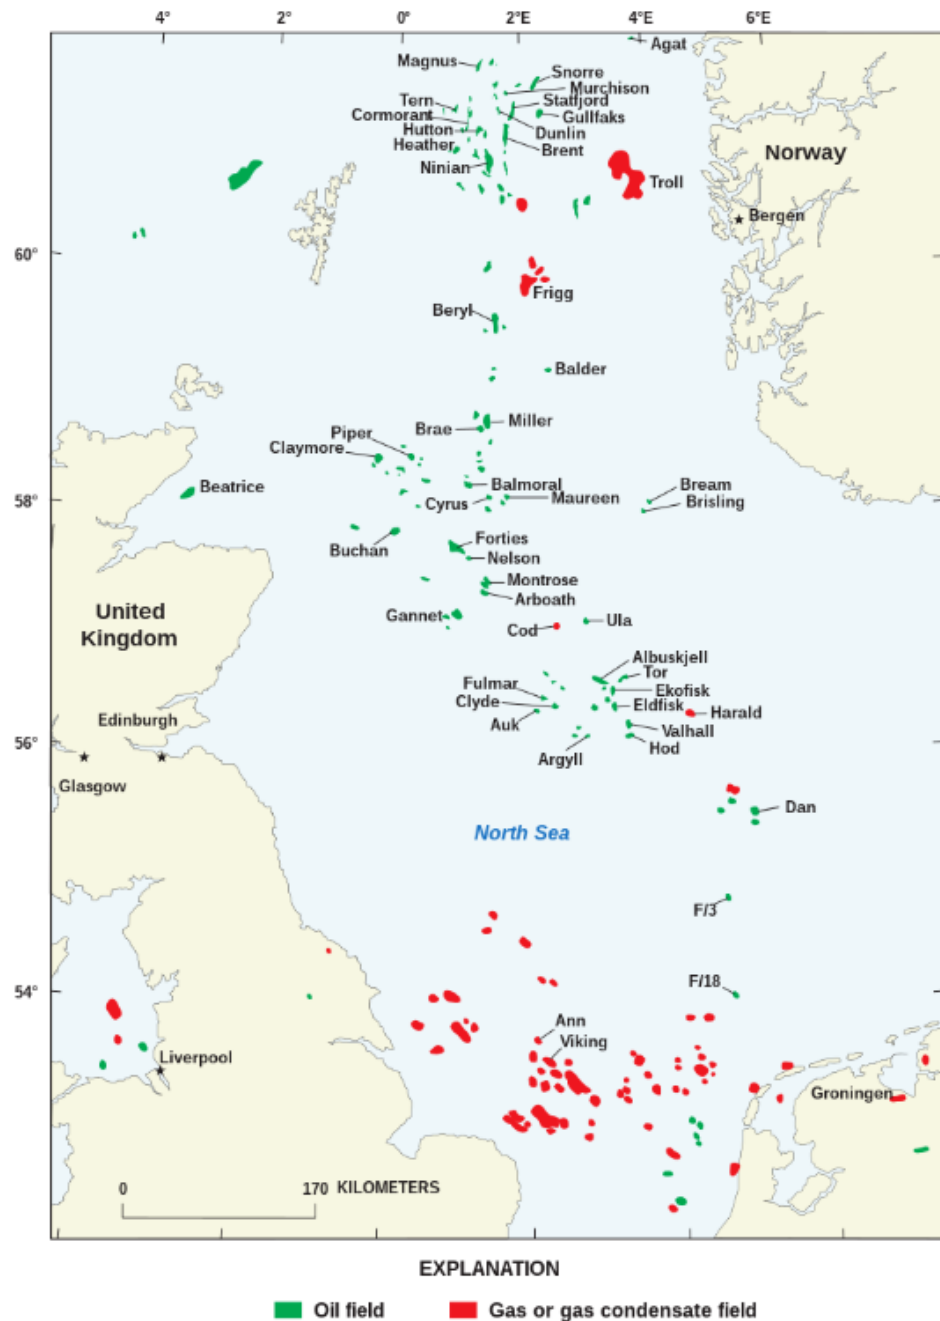 4° 2° 0° 2°E 4°E 6°E
Agat
Magnus
Snorre
Murchison
Tern
Statfjord
Cormorant
Gullfaks
Hutton
Dunlin
Heather
Brent
Norway
Ninian
Troll
Bergen
60°
Frigg
Beryl
Balder
Miller
Brae
Piper
Claymore
Beatrice
Balmoral
Bream
58°
Cyrus
Maureen
Brisling
Buchan
Forties
Nelson
Montrose
Arboath
United
Kingdom
Gannet
Cod
Ula
Albuskjell
Tor
Fulmar
Ekofisk
Clyde
Eldfisk
Harald
Edinburgh
Auk
Valhall
56°
Argyll
Hod
Glasgow
Dan
North Sea
F/3
54°
F/18
Ann
Viking
Liverpool
Groningen
0 170 KILOMETERS
EXPLANATION
Oil field Gas or gas condensate field